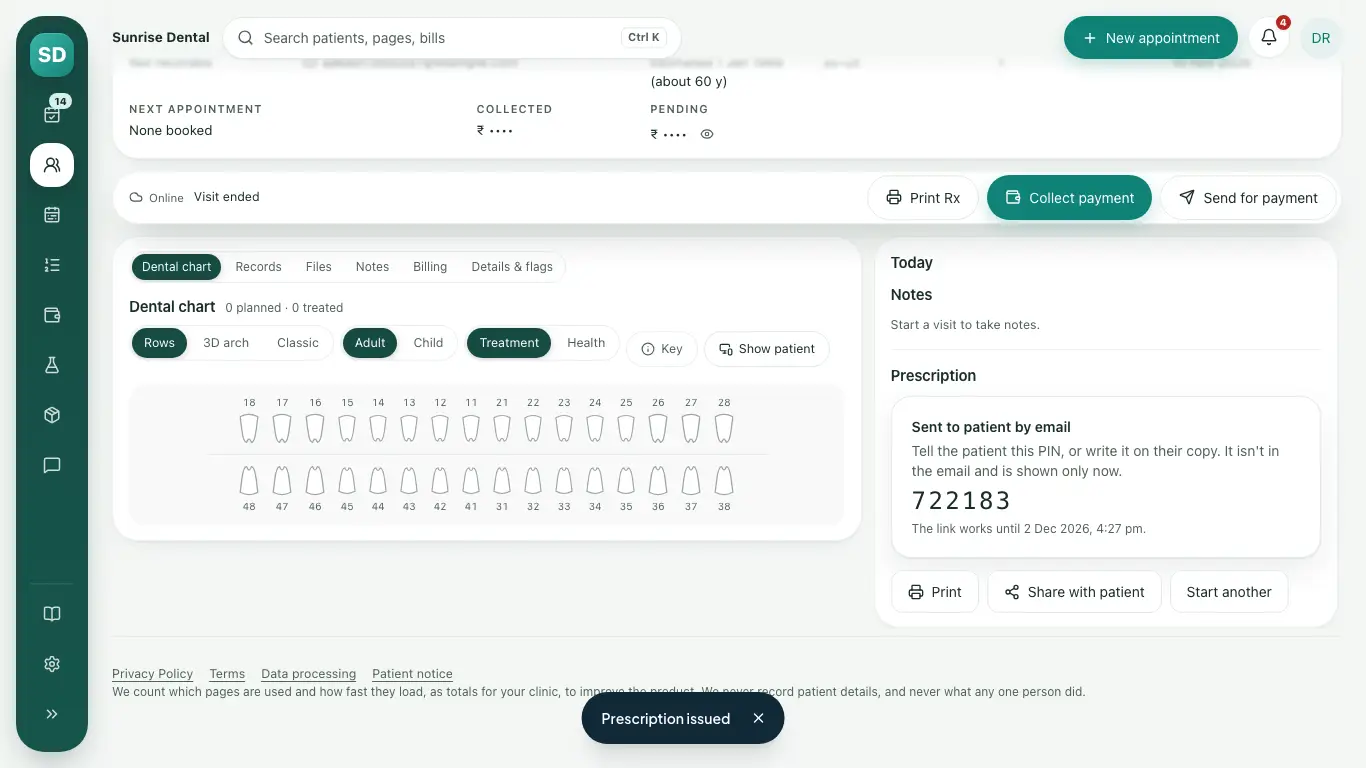 SD
Sunrise Dental
Search patients, pages, bills
Ctrl K
New appointment
4
DR
14
(about 60 y)
NEXT APPOINTMENT
None booked
COLLECTED
₹ ••••
PENDING
₹ ••••
Online
Visit ended
Print Rx
Collect payment
Send for payment
Dental chart
Records
Files
Notes
Billing
Details & flags
Dental chart
0 planned · 0 treated
Rows
3D arch
Classic
Adult
Child
Treatment
Health
Key
Show patient
18 17 16 15 14 13 12 11 21 22 23 24 25 26 27 28
48 47 46 45 44 43 42 41 31 32 33 34 35 36 37 38
Today
Notes
Start a visit to take notes.
Prescription
Sent to patient by email
Tell the patient this PIN, or write it on their copy. It isn't in
the email and is shown only now.
722183
The link works until 2 Dec 2026, 4:27 pm.
Print
Share with patient
Start another
Privacy Policy
Terms
Data processing
Patient notice
We count which pages are used and how fast they load, as totals for your clinic, to improve the product. We never record patient details, and never what any one person did.
Prescription issued